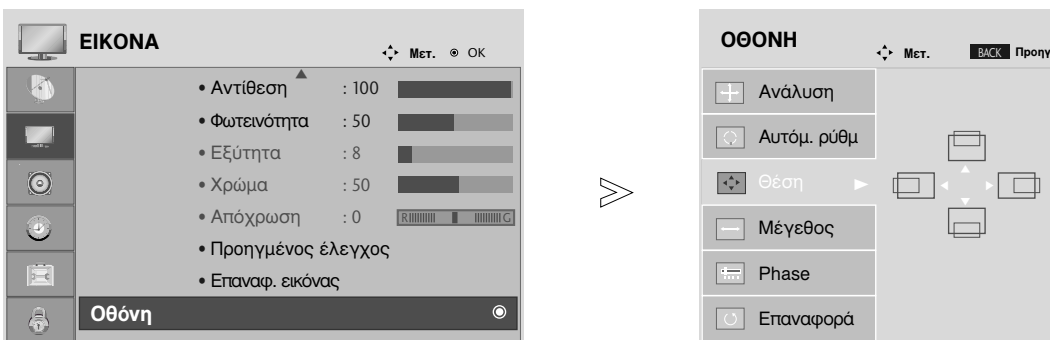 ΕΙΚΟΝΑ
Μετ. OK
• Αντίθεση : 100
• Φωτεινότητα : 50
• Εξύτητα : 8
• Χρώμα : 50
• Απόχρωση : 0 R G
• Προηγμένος έλεγχος
• Επαναφ. εικόνας
Οθόνη
ΟΘΟΝΗ
Μετ. BACK Προηγ
Ανάλυση
Αυτόμ. ρύθμ
Θέση
Μέγεθος
Phase
Επαναφορά